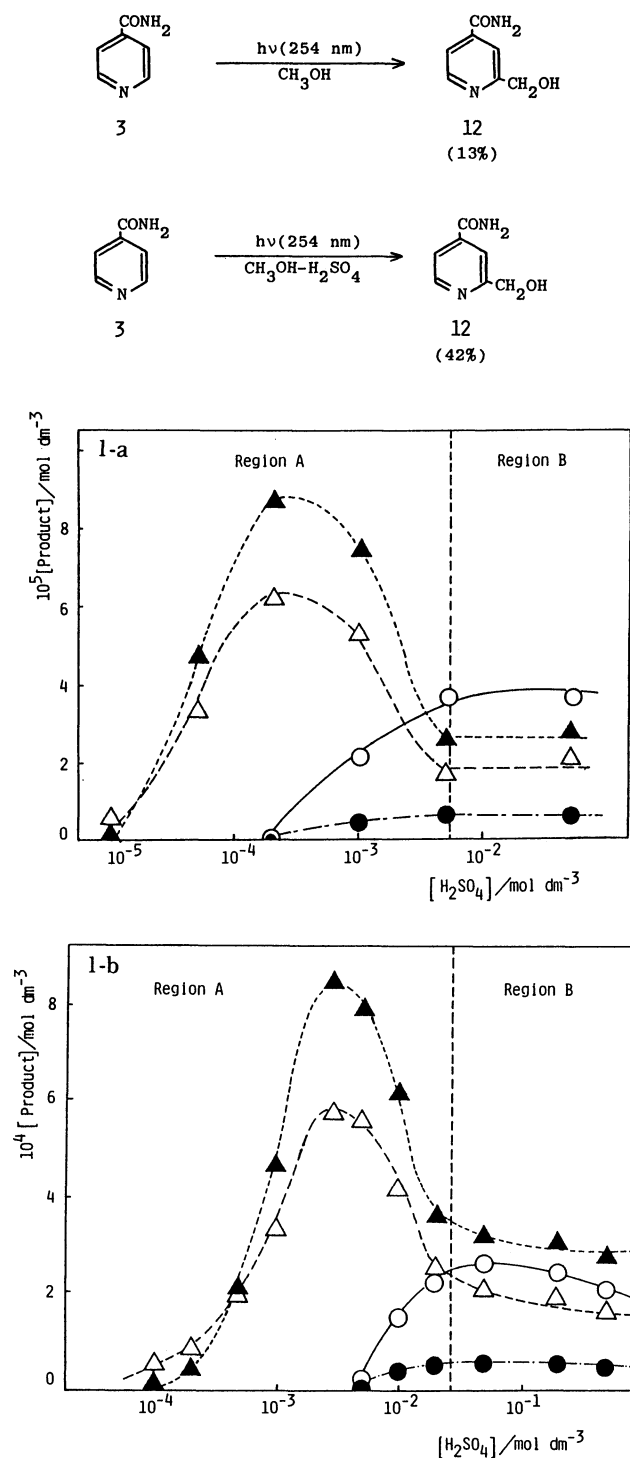 CONH2 hν(254 nm) CONH2
CH3OH
N N CH2OH
3 12
(13%)
CONH2 hν(254 nm) CONH2
CH3OH-H2SO4
N N CH2OH
3 12
(42%)
1-a
Region A Region B
10^5[Product]/mol dm^-3
8
6
4
2
0
10^-5 10^-4 10^-3 10^-2
[H2SO4]/mol dm^-3
1-b
Region A Region B
10^4[Product]/mol dm^-3
8
6
4
2
0
10^-4 10^-3 10^-2 10^-1
[H2SO4]/mol dm^-3